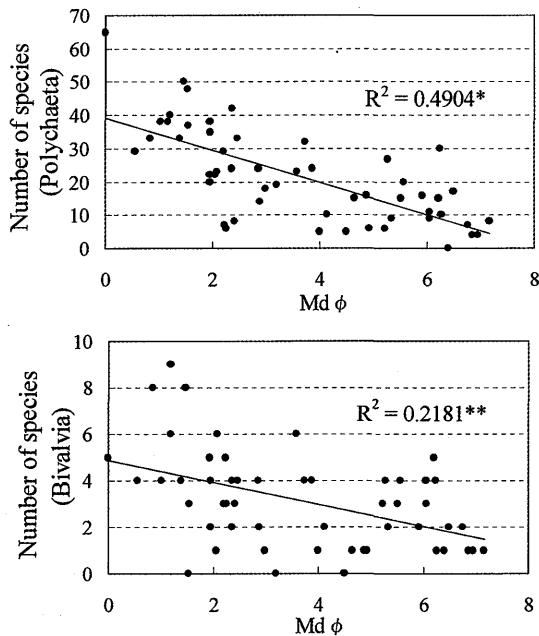 70
60
50
40
30
20
10
0
Number of species
(Polychaeta)
R² = 0.4904*
0 2 4 6 8
Md ϕ
10
8
6
4
2
0
Number of species
(Bivalvia)
R² = 0.2181**
0 2 4 6 8
Md ϕ